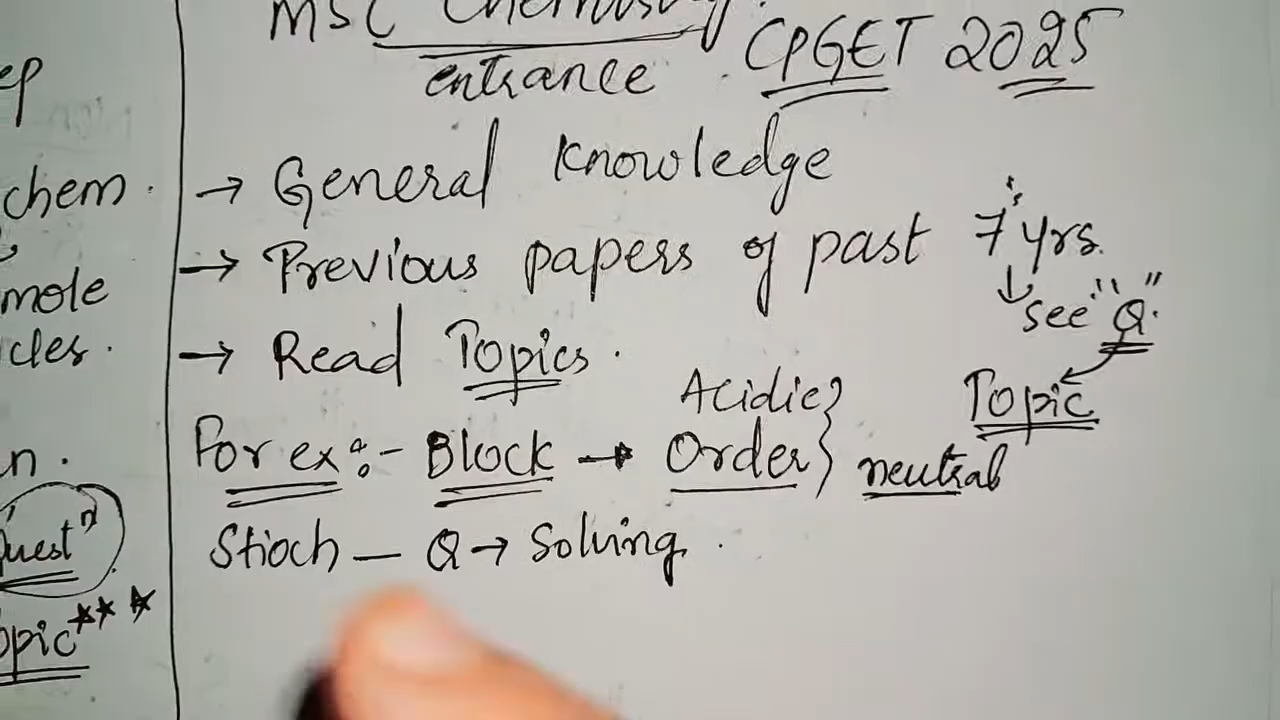 MSC Chemistry
entrance CPGET 2025
→ General Knowledge
→ Previous papers of past 7 yrs.
↓ see "Q".
→ Read Topics.
Topic
For ex:- Block → Order } neutral
Acidic
Stioch — Q → Solving.
ep
chem.
mole
cles.
n.
Quest
opic***